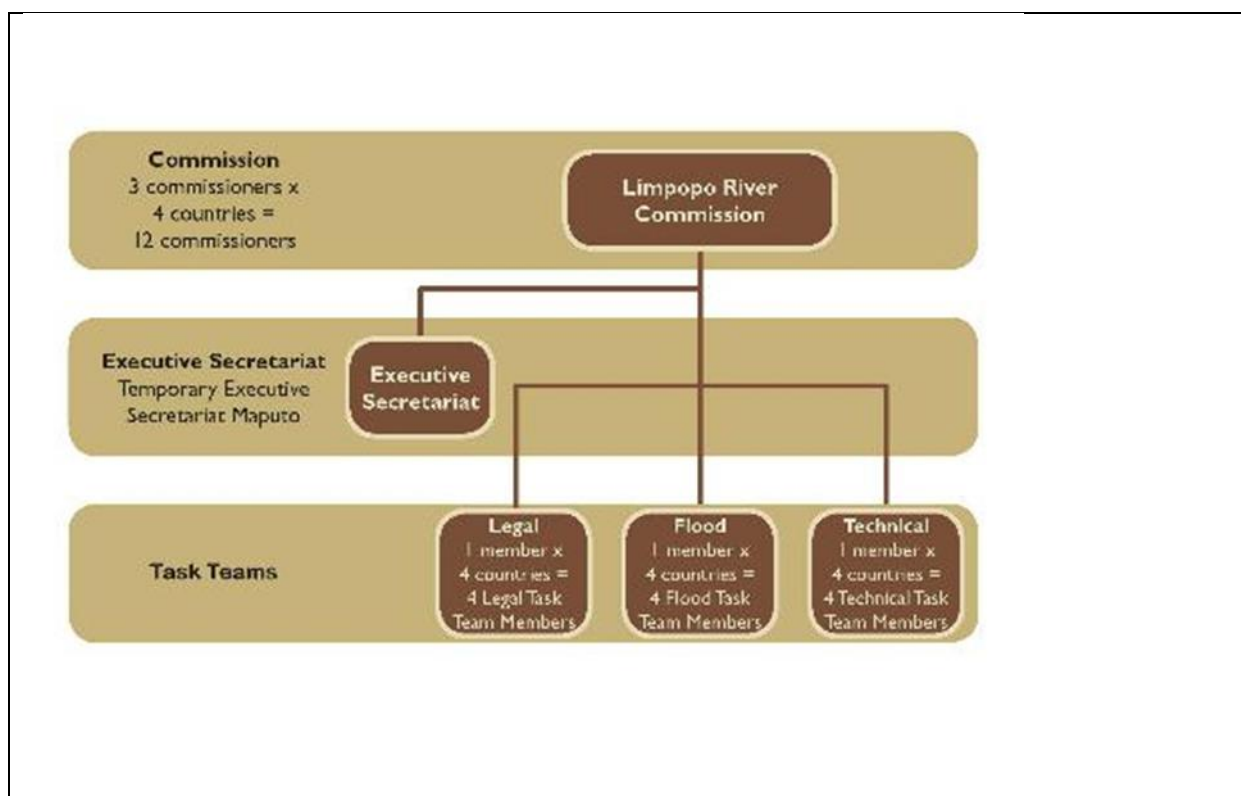 Commission
3 commissioners x
4 countries =
12 commissioners
Limpopo River
Commission
Executive Secretariat
Temporary Executive
Secretariat Maputo
Executive
Secretariat
Task Teams
Legal
1 member x
4 countries =
4 Legal Task
Team Members
Flood
1 member x
4 countries =
4 Flood Task
Team Members
Technical
1 member x
4 countries =
4 Technical Task
Team Members